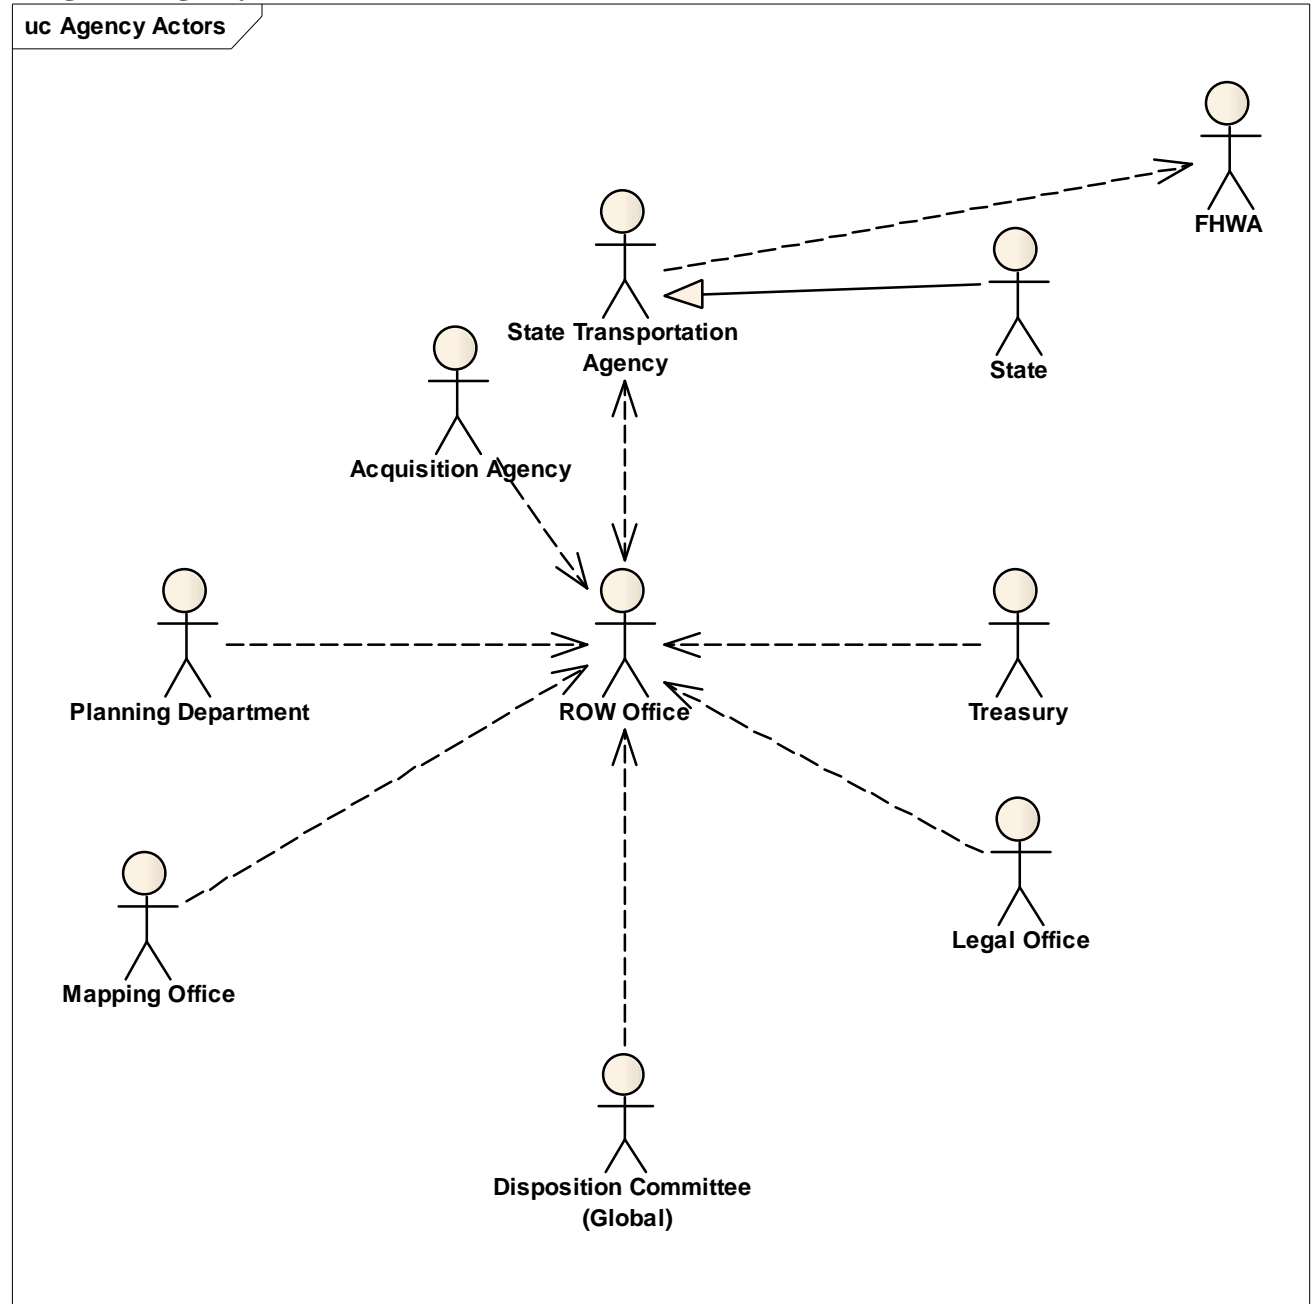 uc Agency Actors
FHWA
State Transportation
Agency
State
Acquisition Agency
Planning Department
ROW Office
Treasury
Legal Office
Mapping Office
Disposition Committee
(Global)